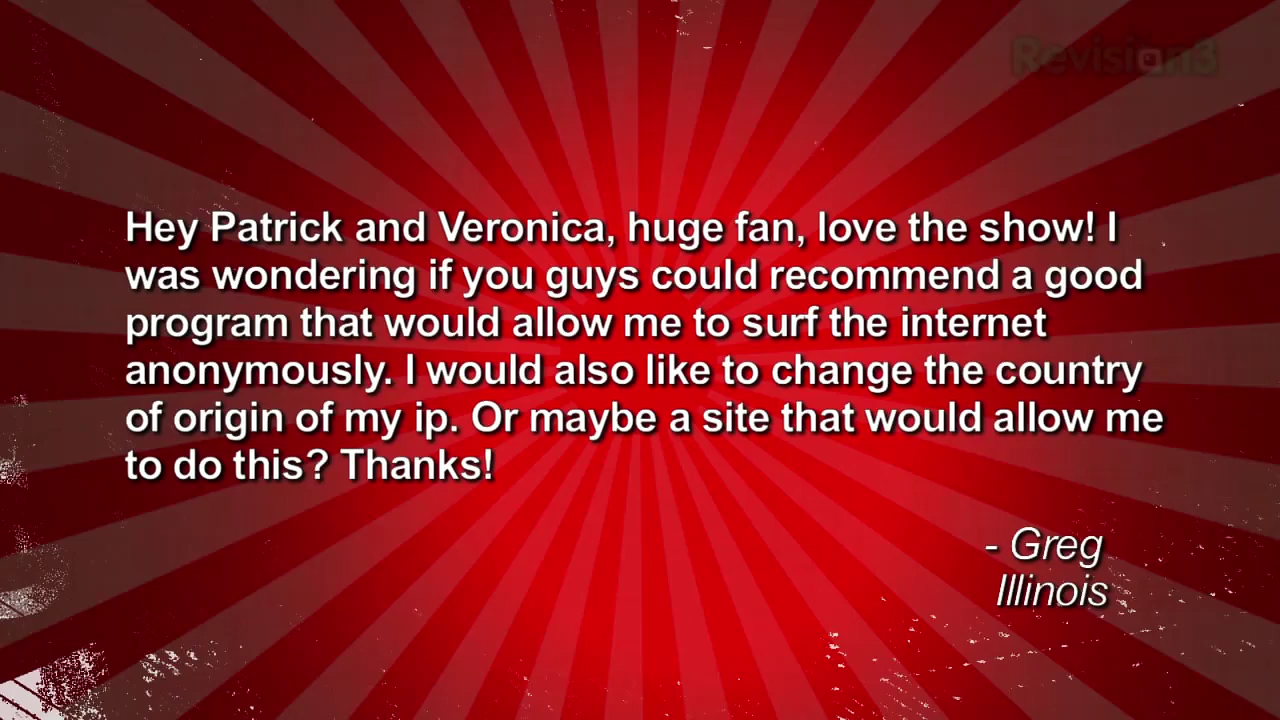 Revision3
Hey Patrick and Veronica, huge fan, love the show! I
was wondering if you guys could recommend a good
program that would allow me to surf the internet
anonymously. I would also like to change the country
of origin of my ip. Or maybe a site that would allow me
to do this? Thanks!
- Greg
Illinois